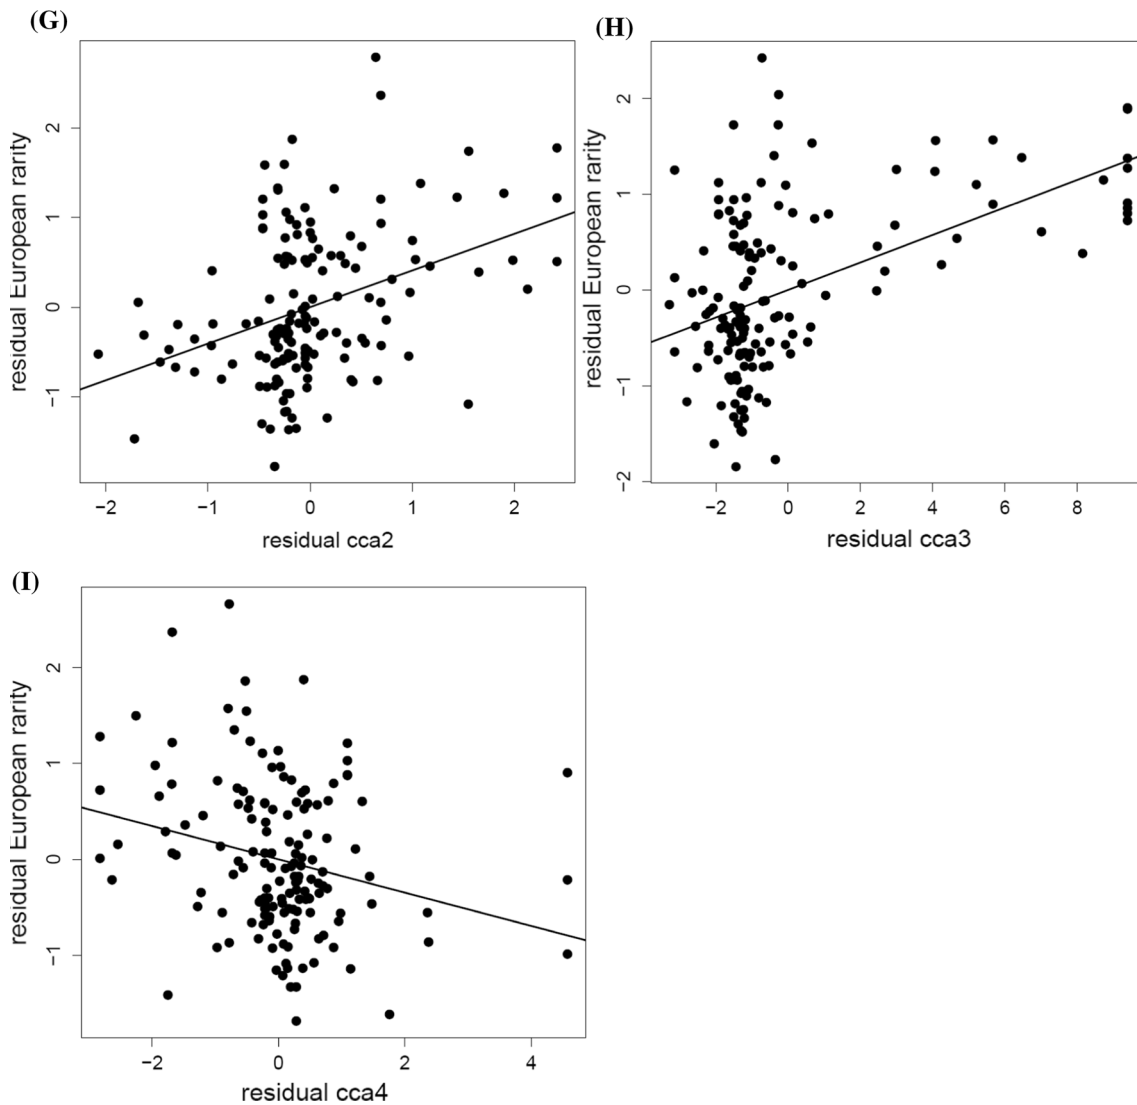 (G)
residual European rarity
2
1
0
−1
−2 −1 0 1 2
residual cca2
(H)
residual European rarity
2
1
0
−1
−2
−2 0 2 4 6 8
residual cca3
(I)
residual European rarity
2
1
0
−1
−2 0 2 4
residual cca4